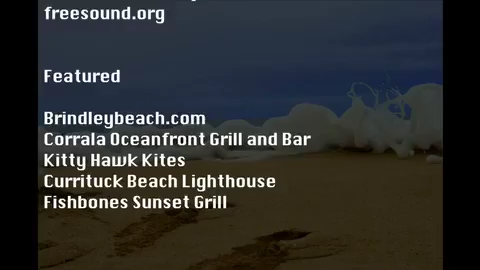 freesound.org
Featured
Brindleybeach.com
Corrala Oceanfront Grill and Bar
Kitty Hawk Kites
Currituck Beach Lighthouse
Fishbones Sunset Grill